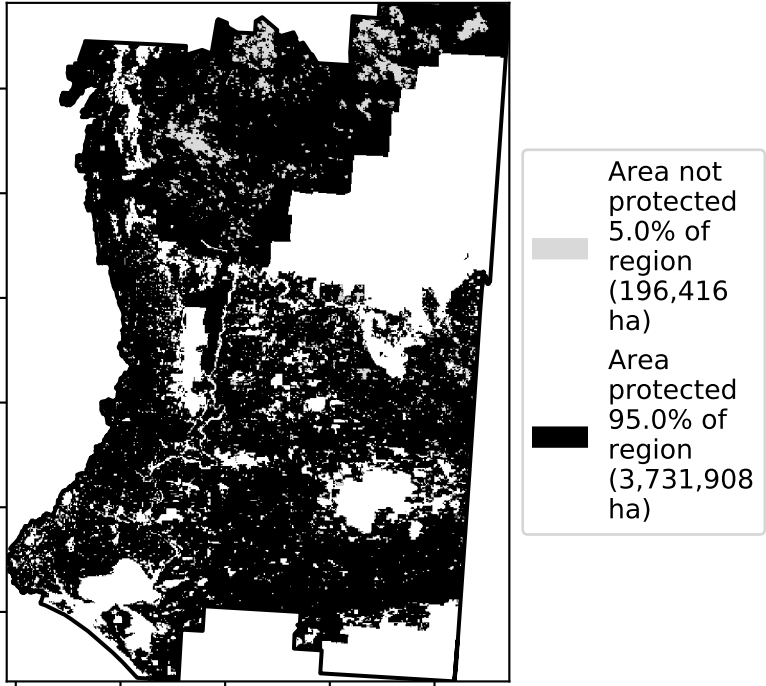 Area not
protected
5.0% of
region
(196,416
ha)
Area
protected
95.0% of
region
(3,731,908
ha)